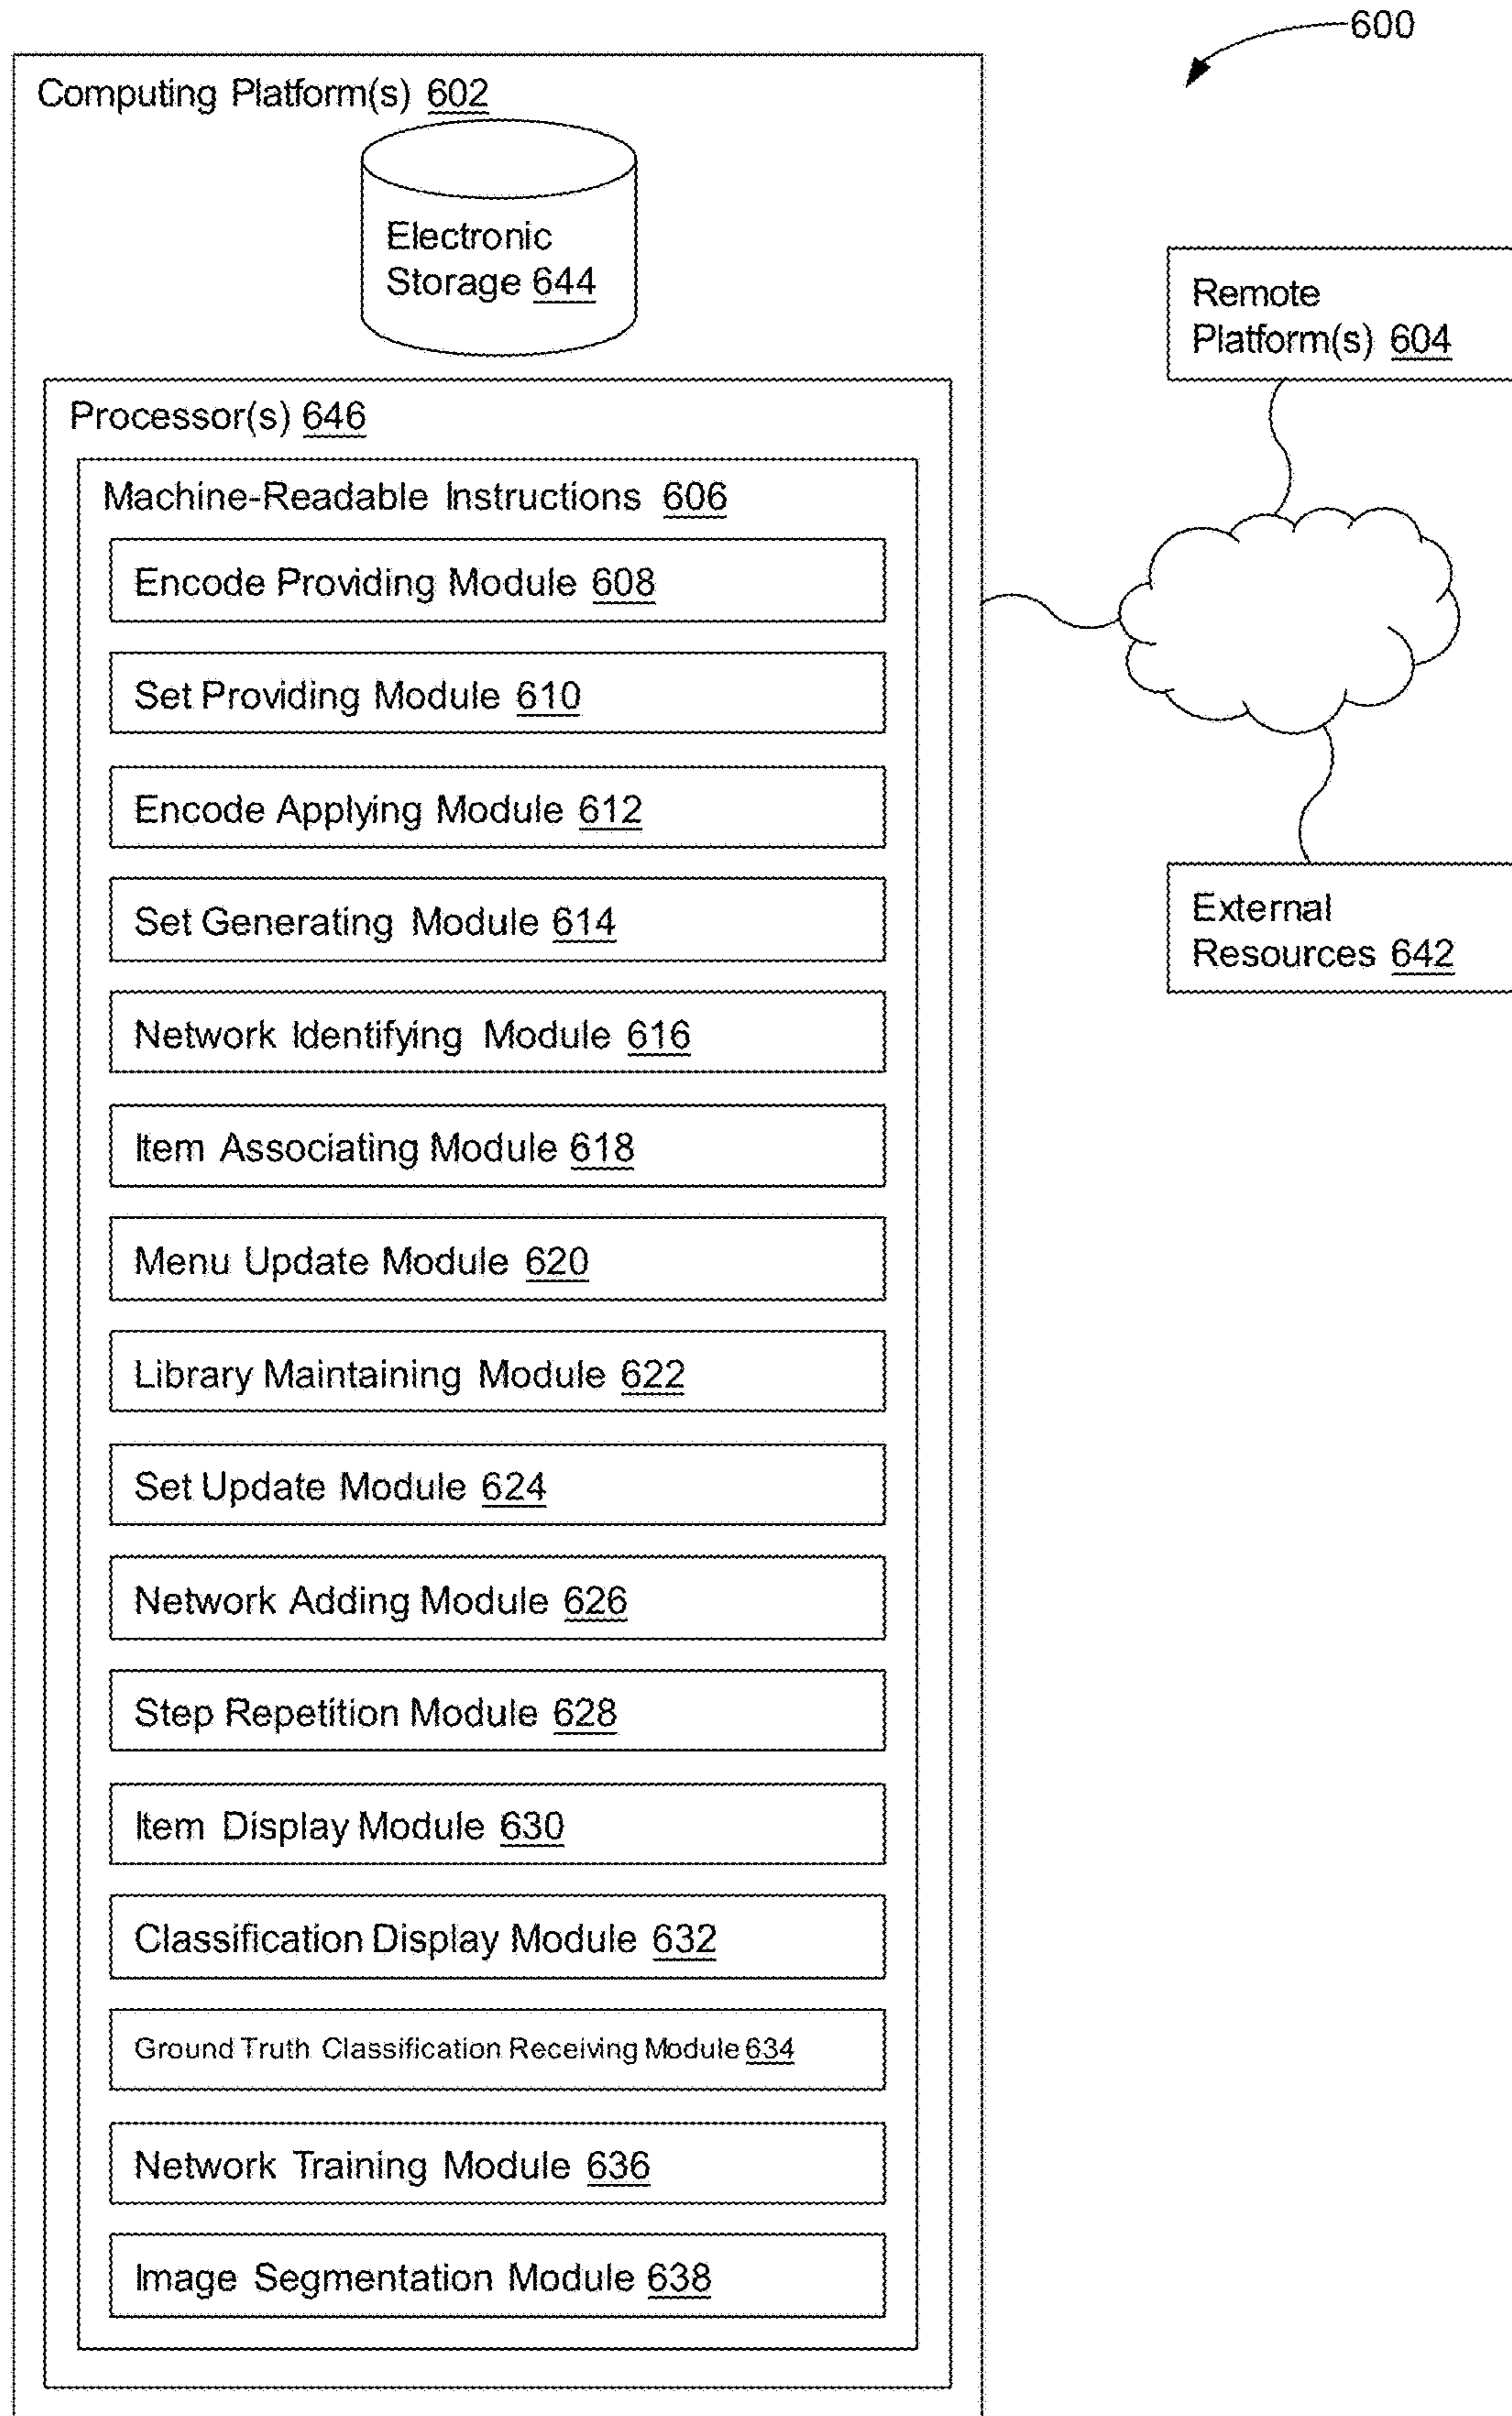 600
Computing Platform(s) 602
Electronic
Storage 644
Remote
Platform(s) 604
Processor(s) 646
Machine-Readable Instructions 606
Encode Providing Module 608
Set Providing Module 610
Encode Applying Module 612
Set Generating Module 614
External
Resources 642
Network Identifying Module 616
Item Associating Module 618
Menu Update Module 620
Library Maintaining Module 622
Set Update Module 624
Network Adding Module 626
Step Repetition Module 628
Item Display Module 630
Classification Display Module 632
Ground Truth Classification Receiving Module 634
Network Training Module 636
Image Segmentation Module 638